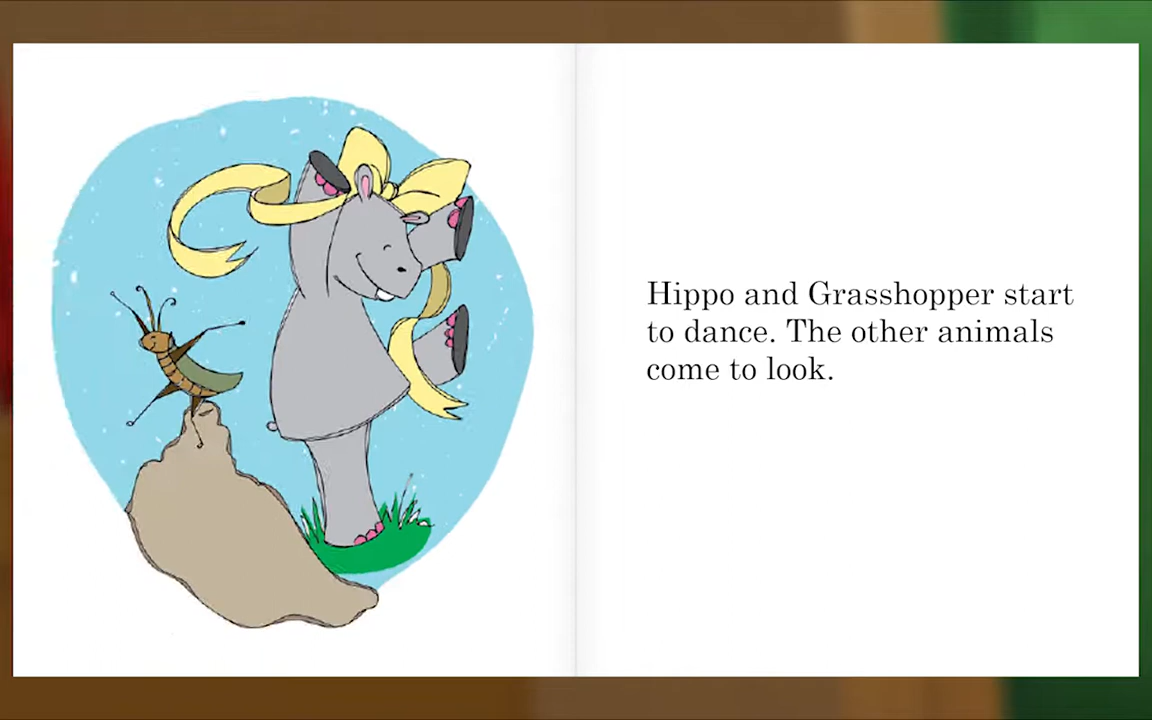 Hippo and Grasshopper start
to dance. The other animals
come to look.